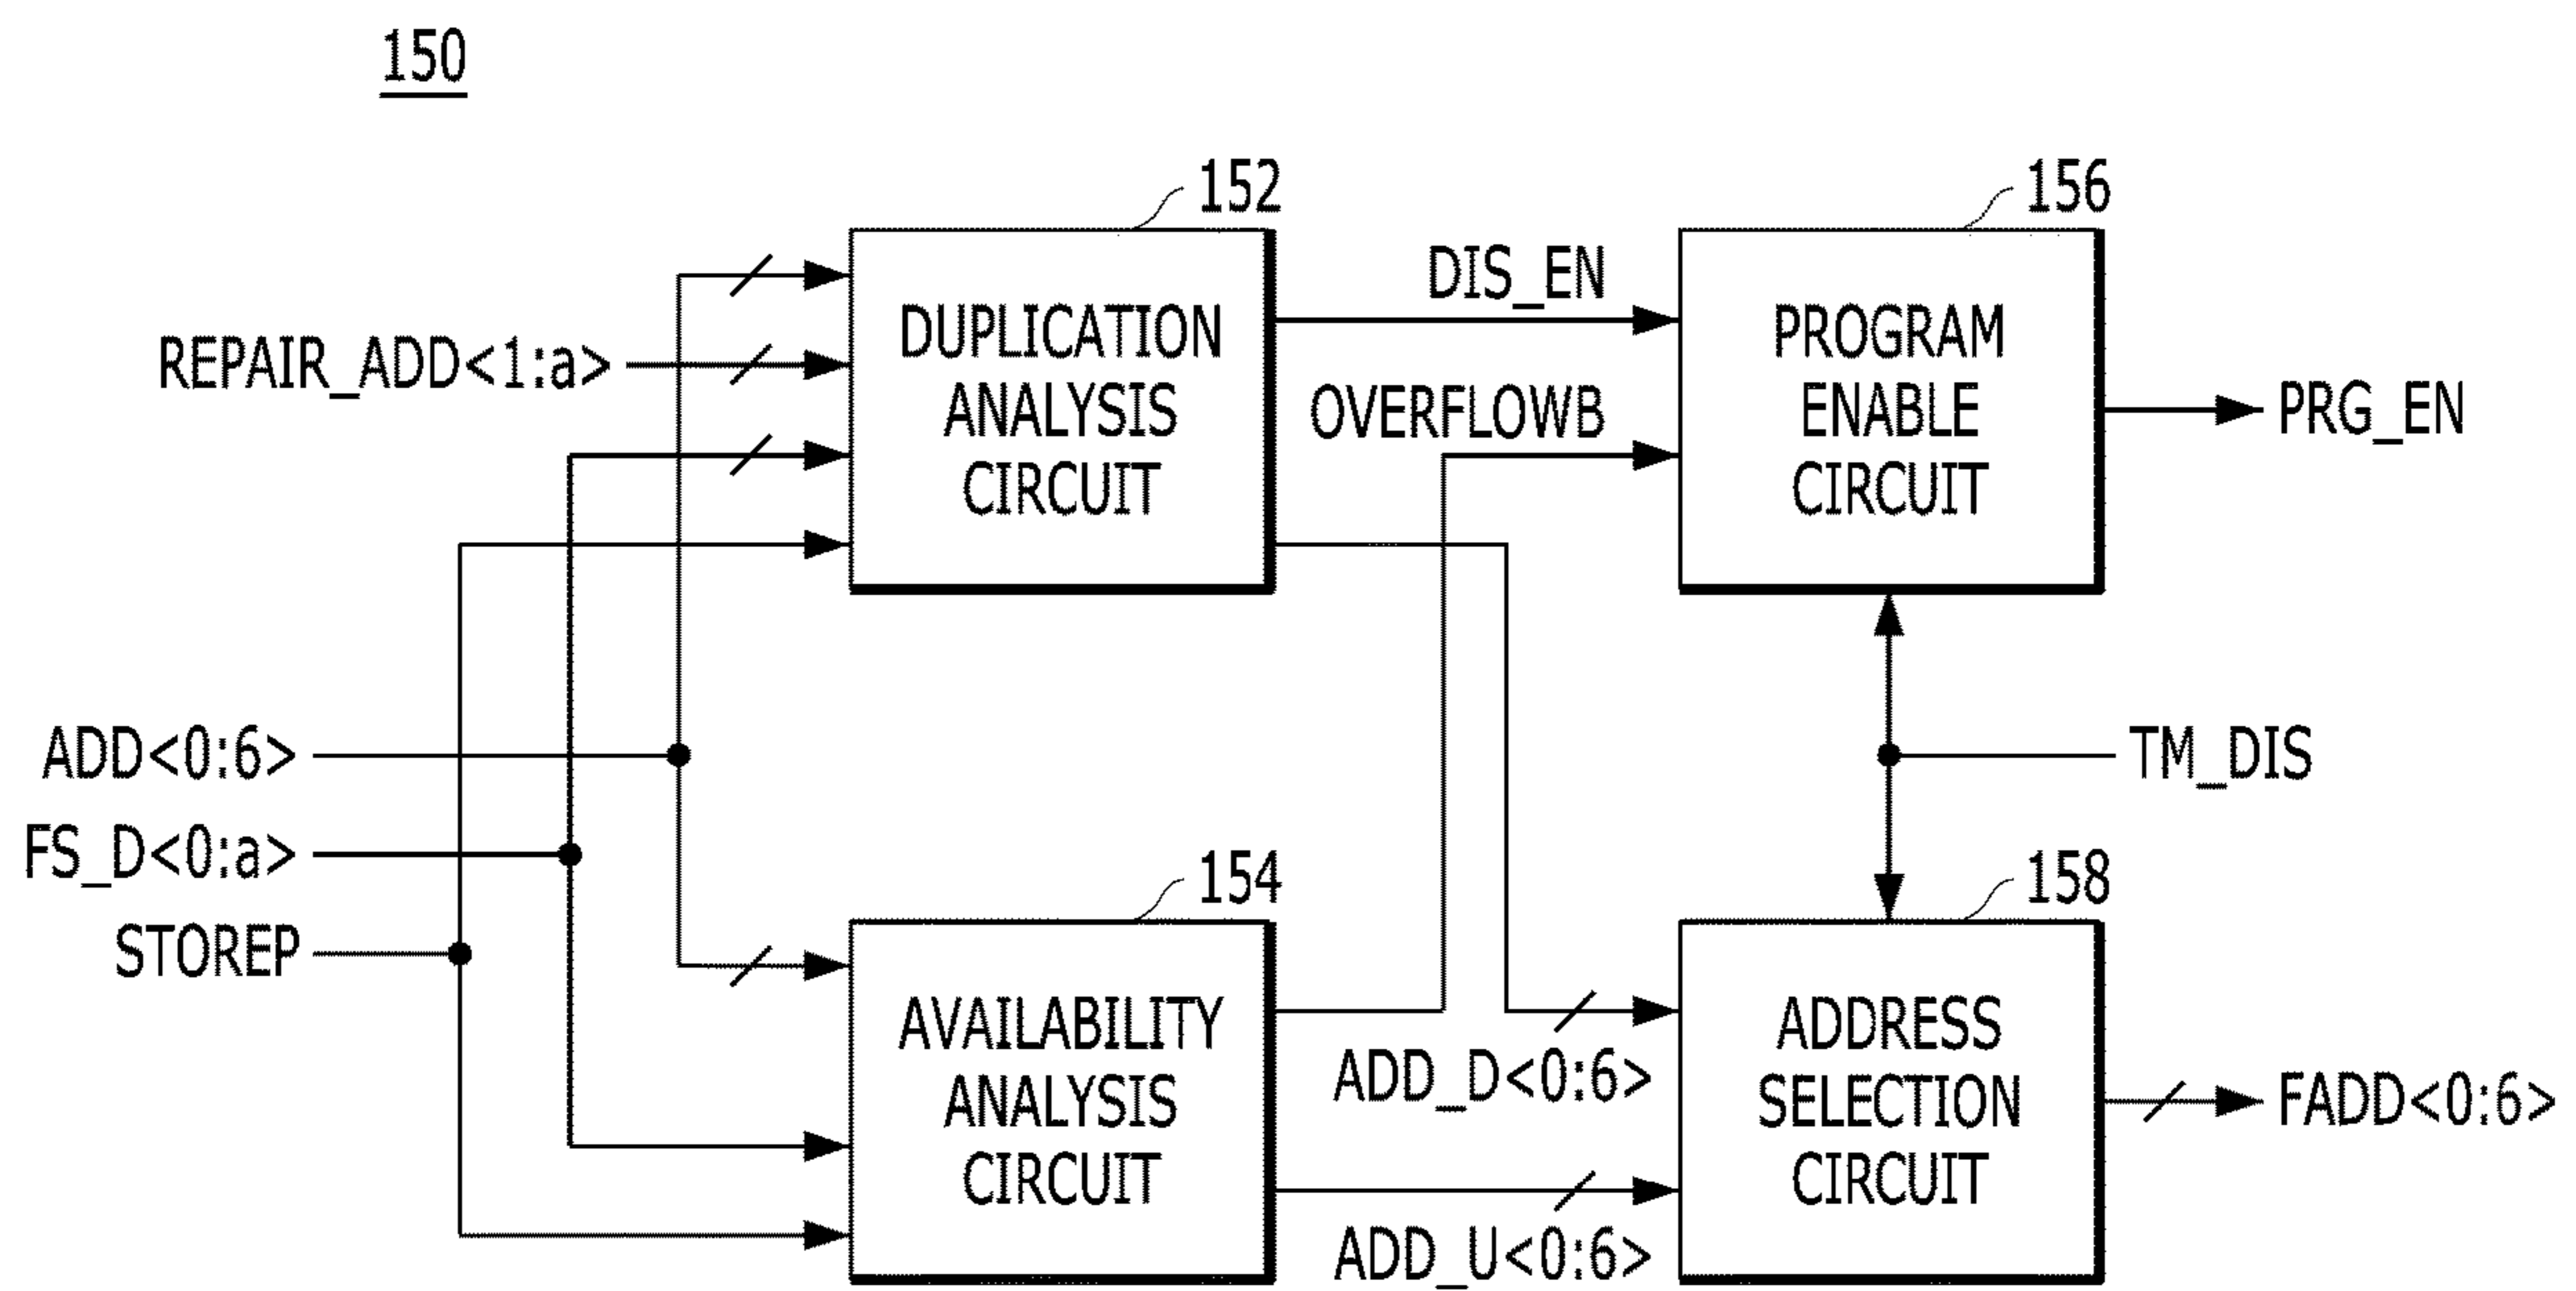 150
152
156
DIS_EN
DUPLICATION
ANALYSIS
CIRCUIT
PROGRAM
ENABLE
CIRCUIT
REPAIR_ADD<1:a>
OVERFLOWB
PRG_EN
ADD<0:6>
TM_DIS
FS_D<0:a>
STOREP
154
158
AVAILABILITY
ANALYSIS
CIRCUIT
ADDRESS
SELECTION
CIRCUIT
ADD_D<0:6>
FADD<0:6>
ADD_U<0:6>